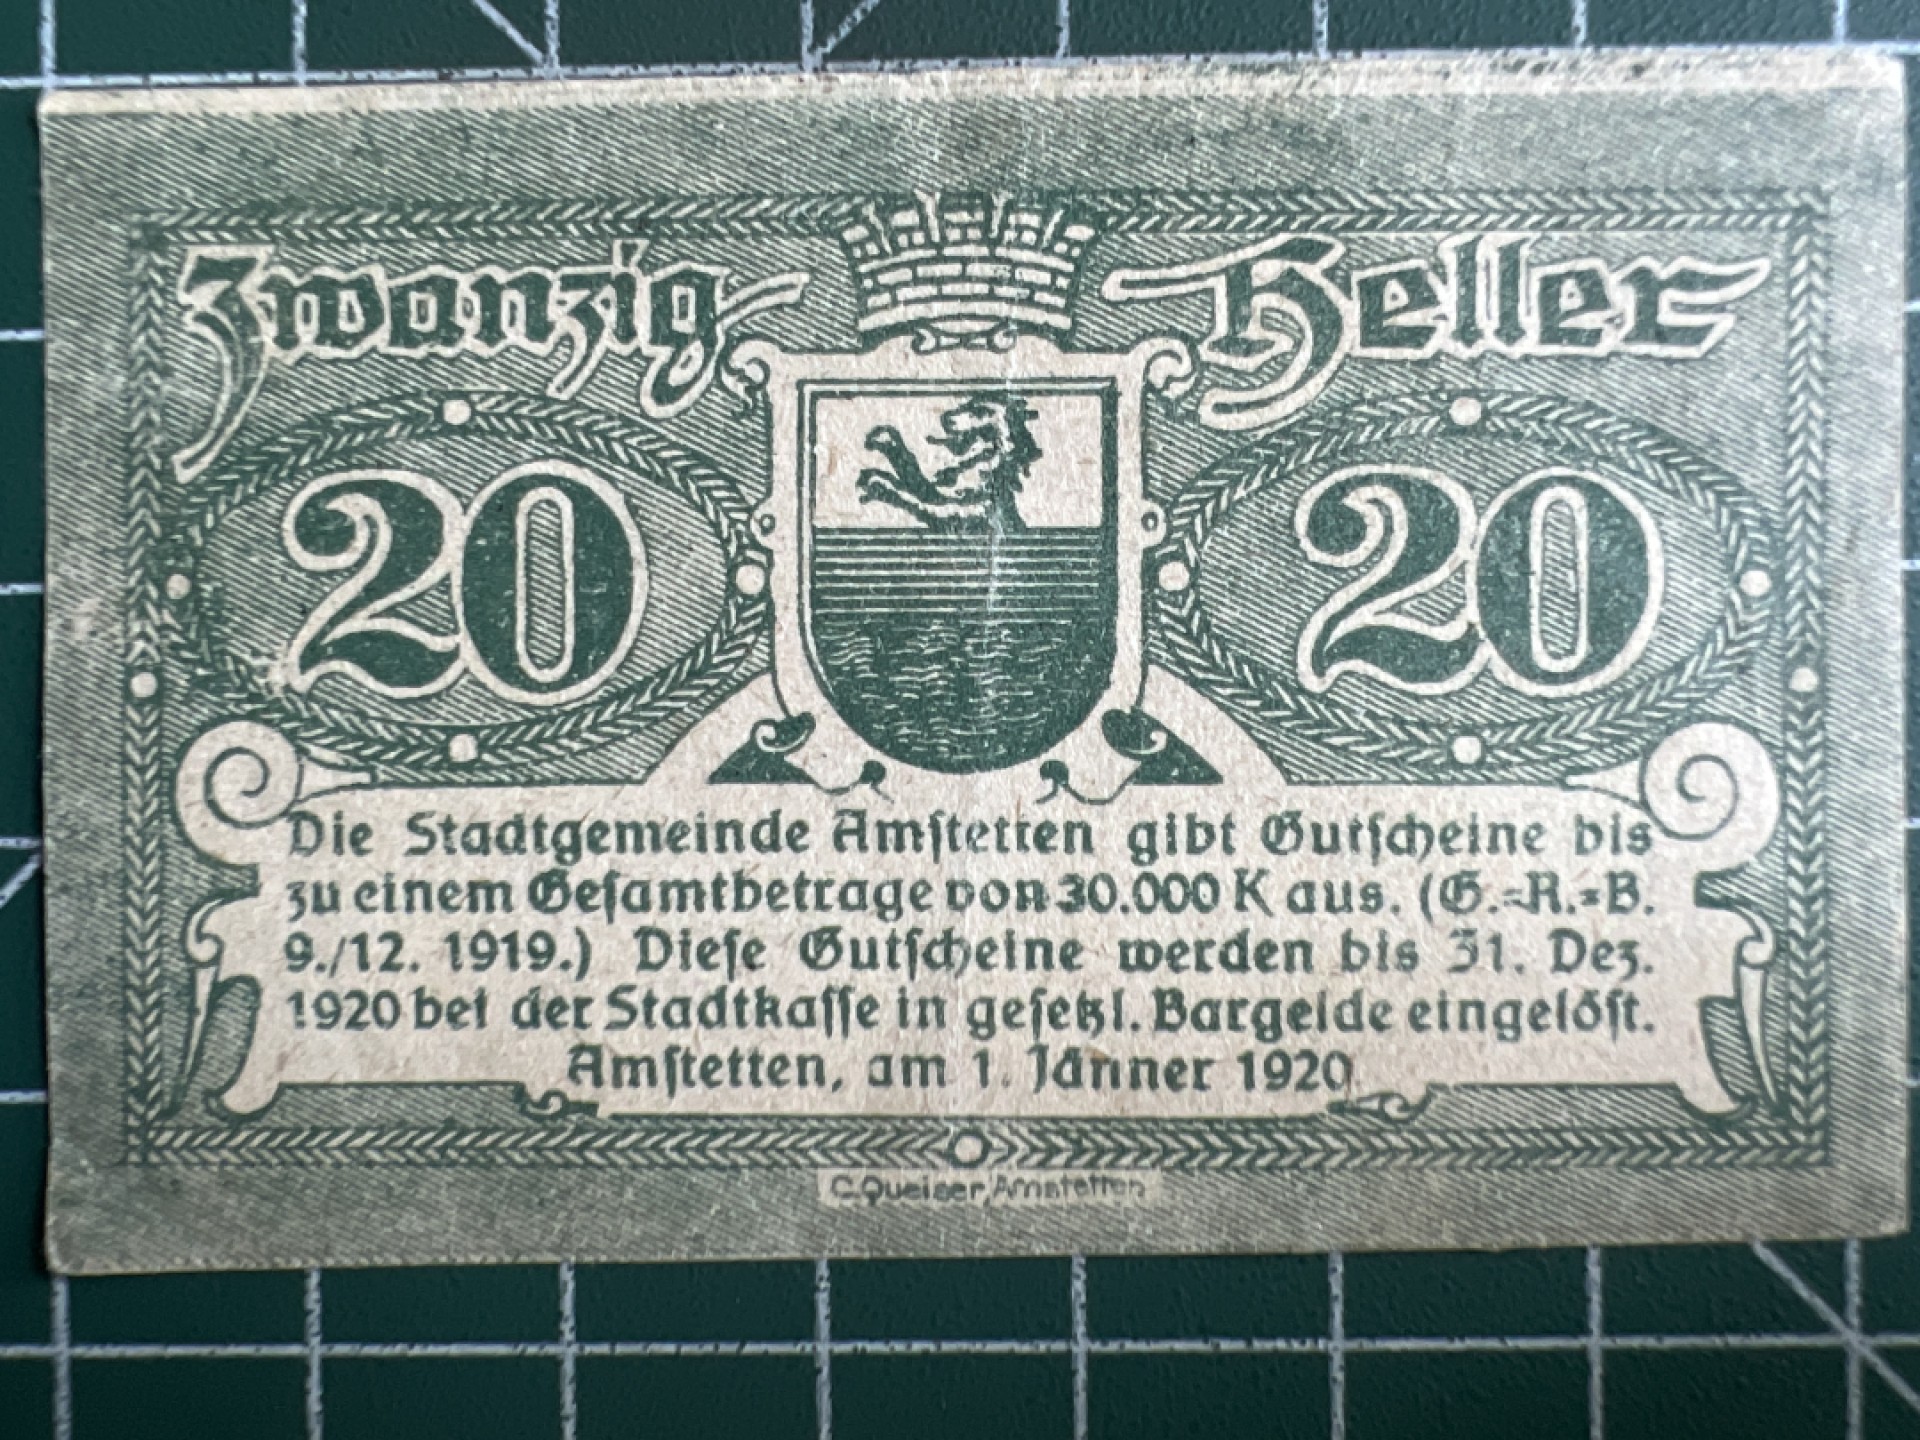 Zwanzig Heller
20 20
Die Stadtgemeinde Amſtetten gibt Gutſcheine bis
zu einem Geſamtbetrage von 30.000 K aus. (G.=R.=B.
9./12. 1919.) Dieſe Gutſcheine werden bis 31. Dez.
1920 bei der Stadtkaſſe in geſetzl. Bargelde eingelöſt.
Amſtetten, am 1. Jänner 1920
C. Queiser, Amstetten